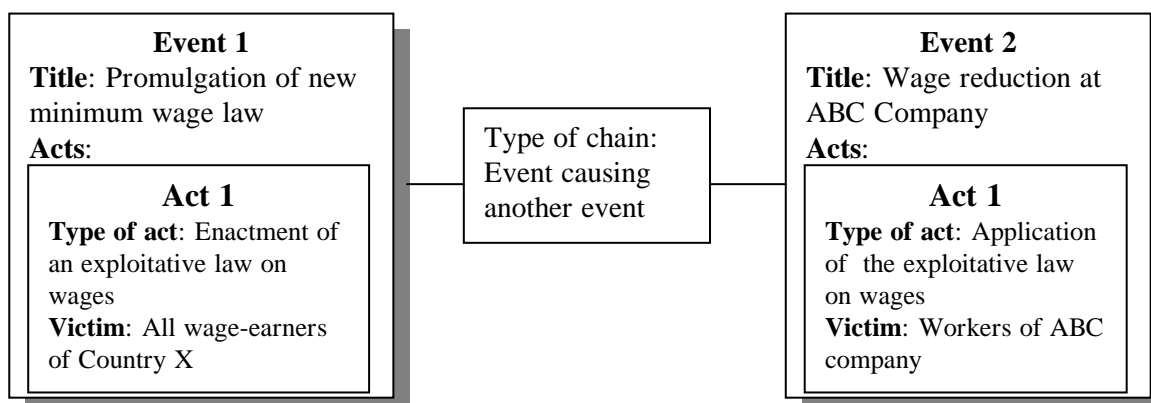 Event 1
Title: Promulgation of new
minimum wage law
Acts:
Act 1
Type of act: Enactment of
an exploitative law on
wages
Victim: All wage-earners
of Country X
Type of chain:
Event causing
another event
Event 2
Title: Wage reduction at
ABC Company
Acts:
Act 1
Type of act: Application
of the exploitative law
on wages
Victim: Workers of ABC
company